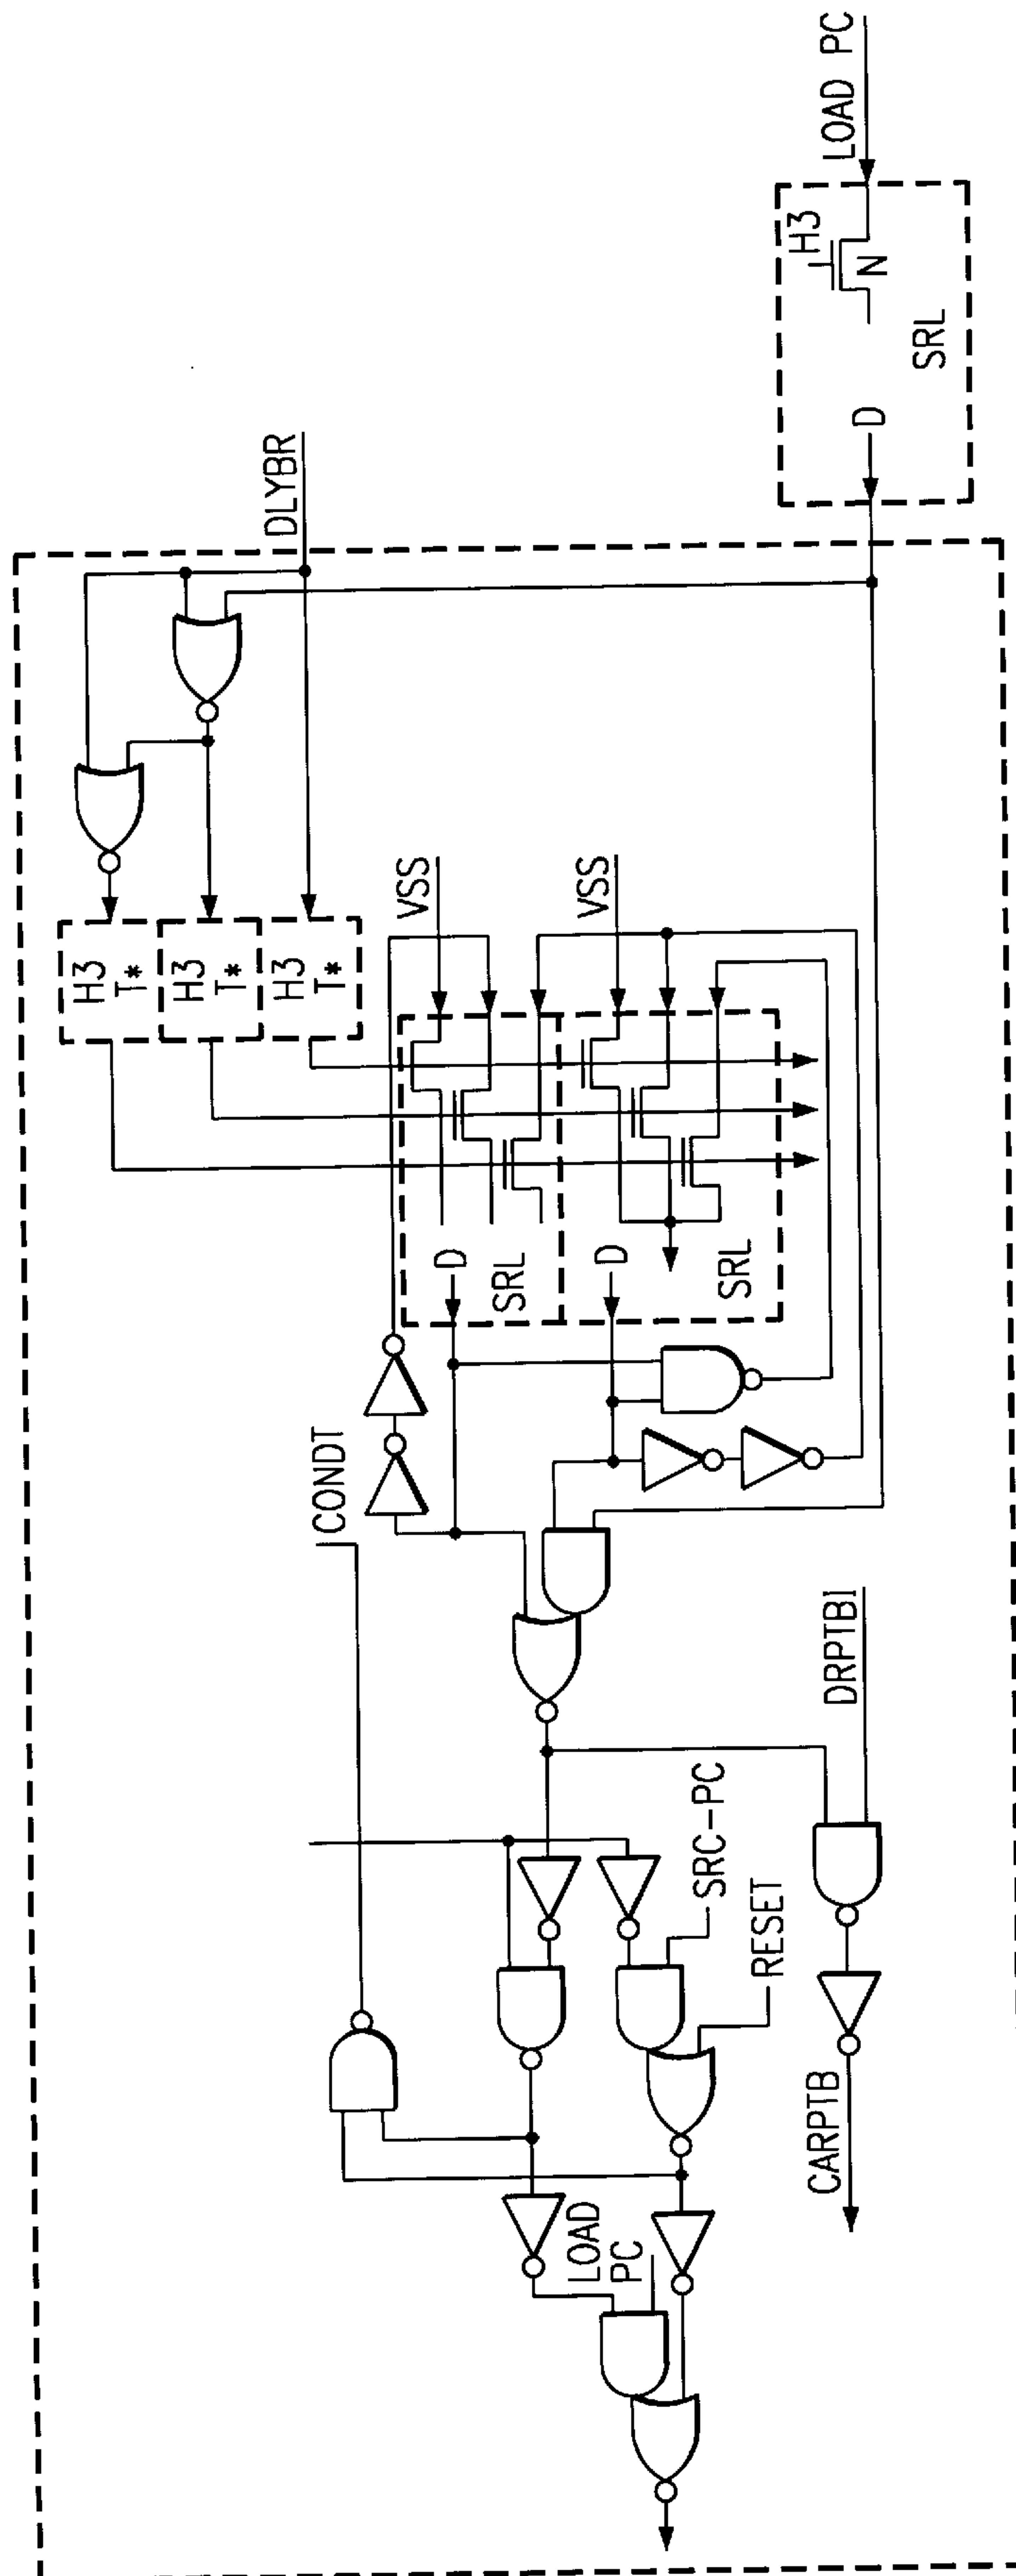 LOAD PC
H3
N
SRL
D
DLYBR
H3
T*
H3
T*
H3
T*
VSS
VSS
D
SRL
D
SRL
CONDT
DRPTBI
SRC-PC
RESET
CARPTB
LOAD
PC